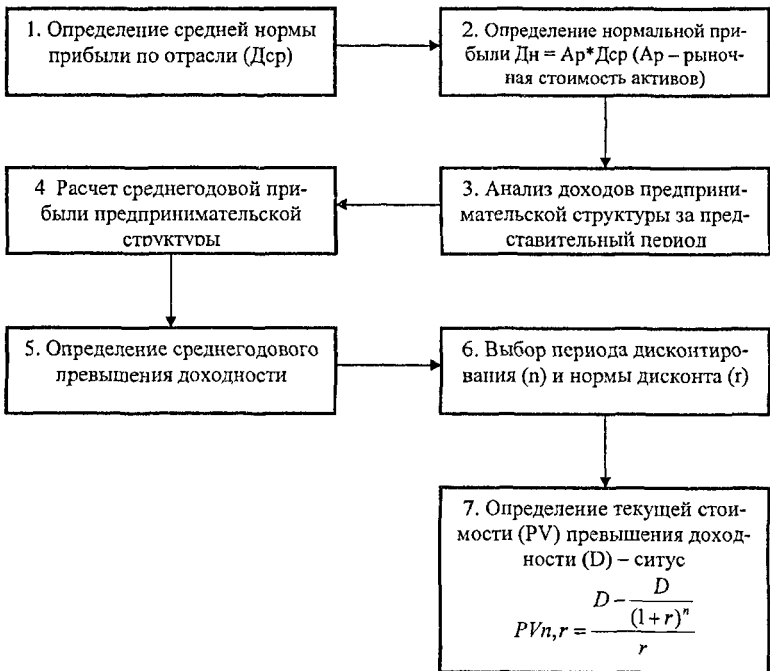 1. Определение средней нормы
прибыли по отрасли (Дср)
2. Определение нормальной при-
были Дн = Ар*Дср (Ар – рыноч-
ная стоимость активов)
4 Расчет среднегодовой при-
были предпринимательской
структуры
3. Анализ доходов предприни-
мательской структуры за пред-
ставительный период
5. Определение среднегодового
превышения доходности
6. Выбор периода дисконтиро-
вания (n) и нормы дисконта (r)
7. Определение текущей стои-
мости (PV) превышения доход-
ности (D) – ситус
PVn,r = (D - D/(1+r)^n)/r